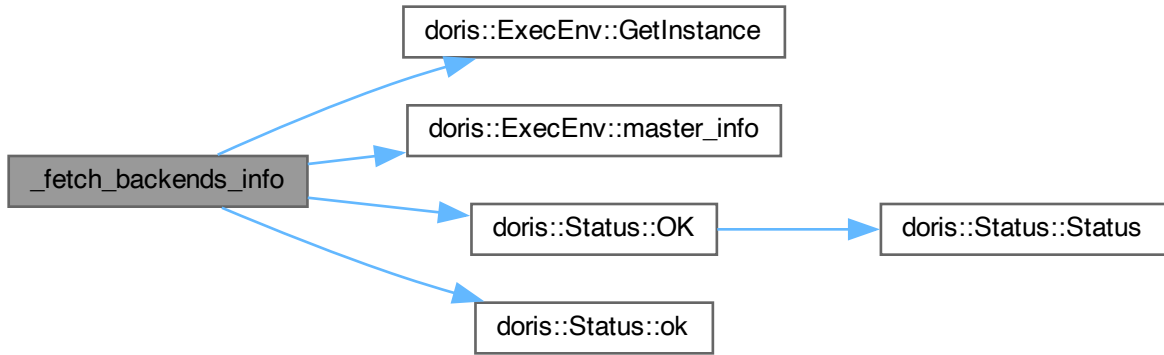 doris::ExecEnv::GetInstance
doris::ExecEnv::master_info
_fetch_backends_info
doris::Status::OK
doris::Status::Status
doris::Status::ok